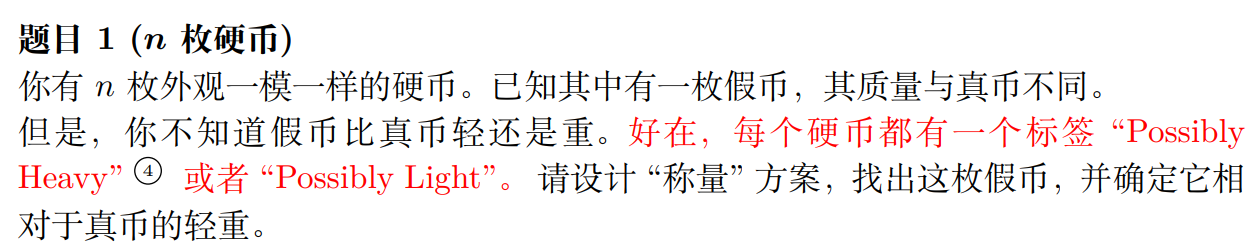 题目 1 (n 枚硬币)
你有 n 枚外观一模一样的硬币。已知其中有一枚假币，其质量与真币不同。
但是，你不知道假币比真币轻还是重。好在，每个硬币都有一个标签 “Possibly
Heavy” ④ 或者 “Possibly Light”。请设计 “称量” 方案，找出这枚假币，并确定它相
对于真币的轻重。